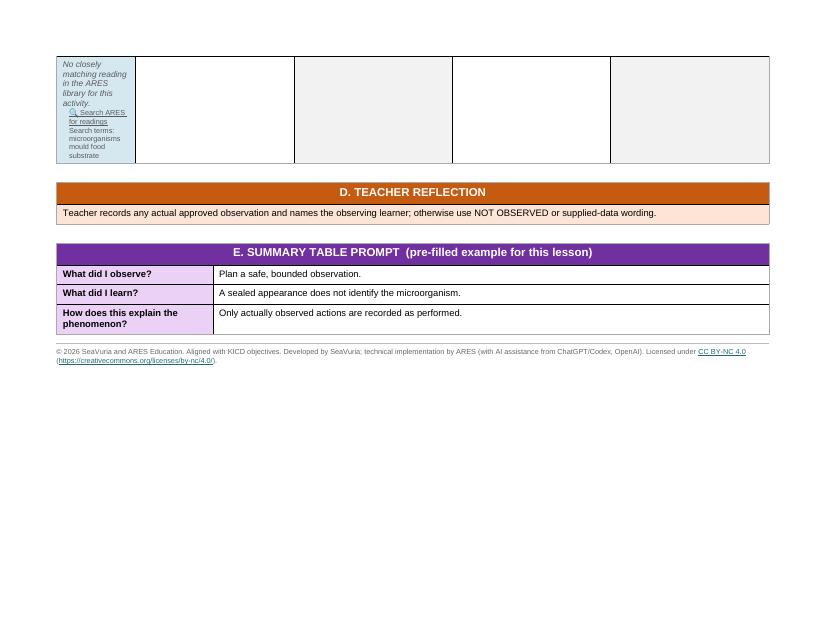 No closely
matching reading
in the ARES
library for this
activity.
🔍 Search ARES
for readings
Search terms:
microorganisms
mould food
substrate
D. TEACHER REFLECTION
Teacher records any actual approved observation and names the observing learner; otherwise use NOT OBSERVED or supplied-data wording.
E. SUMMARY TABLE PROMPT (pre-filled example for this lesson)
What did I observe? Plan a safe, bounded observation.
What did I learn? A sealed appearance does not identify the microorganism.
How does this explain the Only actually observed actions are recorded as performed.
phenomenon?
© 2026 SeaVuria and ARES Education. Aligned with KICD objectives. Developed by SeaVuria; technical implementation by ARES (with AI assistance from ChatGPT/Codex, OpenAI). Licensed under CC BY-NC 4.0
(https://creativecommons.org/licenses/by-nc/4.0/).